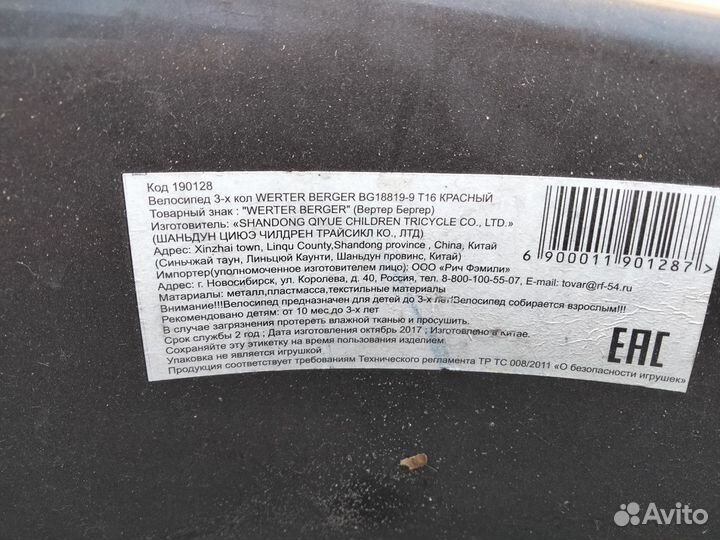 Код 190128
Велосипед 3-х кол WERTER BERGER BG18819-9 T16 КРАСНЫЙ
Товарный знак : "WERTER BERGER" (Вертер Бергер)
Изготовитель: «SHANDONG QIYUE CHILDREN TRICYCLE CO., LTD.»
(ШАНЬДУН ЦИЮЭ ЧИЛДРЕН ТРАЙСИКЛ КО., ЛТД)
Адрес: Xinzhai town, Linqu County,Shandong province , China, Китай
(Синьчжай таун, Линьцюй Каунти, Шаньдун провинс, Китай)
Импортер(уполномоченное изготовителем лицо): ООО «Рич Фэмили»
Адрес: г. Новосибирск, ул. Королева, д. 40, Россия, тел. 8-800-100-55-07, E-mail: tovar@rf-54.ru
Матариалы: металл,пластмасса,текстильные материалы
Внимание!!!Велосипед предназначен для детей до 3-х лет!Велосипед собирается взрослым!!!
Рекомендовано детям: от 10 мес.до 3-х лет
В случае загрязнения протереть влажной тканью и просушить.
Срок службы 2 год ; Дата изготовления октябрь 2017 ; Изготовлено в Китае.
Сохраняйте эту этикетку на время пользования изделием
Упаковка не является игрушкой
Продукция соответствует требованиям Технического регламента ТР ТС 008/2011 «О безопасности игрушек»
6 900011 901287 >
EAC
Avito